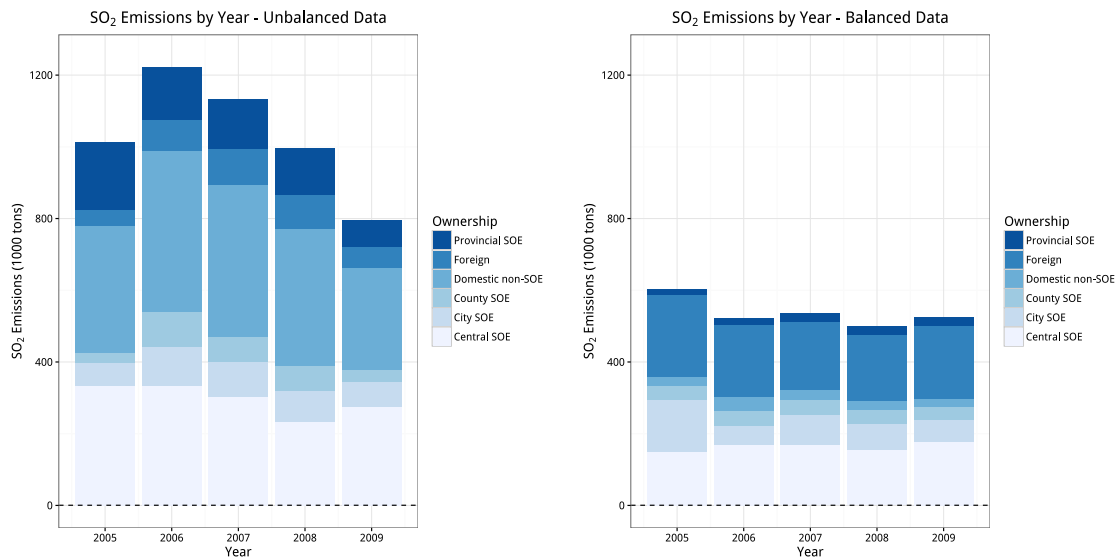 SO₂ Emissions by Year - Unbalanced Data
SO₂ Emissions (1000 tons)
1200
800
400
0
2005 2006 2007 2008 2009
Year
Ownership
Provincial SOE
Foreign
Domestic non-SOE
County SOE
City SOE
Central SOE
SO₂ Emissions by Year - Balanced Data
SO₂ Emissions (1000 tons)
1200
800
400
0
2005 2006 2007 2008 2009
Year
Ownership
Provincial SOE
Foreign
Domestic non-SOE
County SOE
City SOE
Central SOE